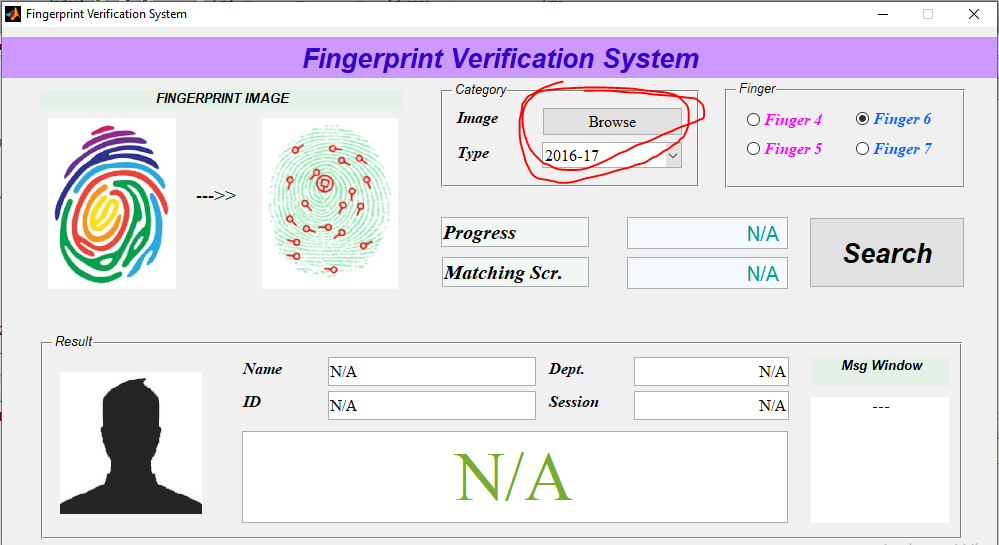 Fingerprint Verification System
Fingerprint Verification System
FINGERPRINT IMAGE
--->>
Category
Image
Browse
Type
2016-17
Finger
Finger 4
Finger 6
Finger 5
Finger 7
Progress
N/A
Matching Scr.
N/A
Search
Result
Name
N/A
Dept.
N/A
ID
N/A
Session
N/A
N/A
Msg Window
---